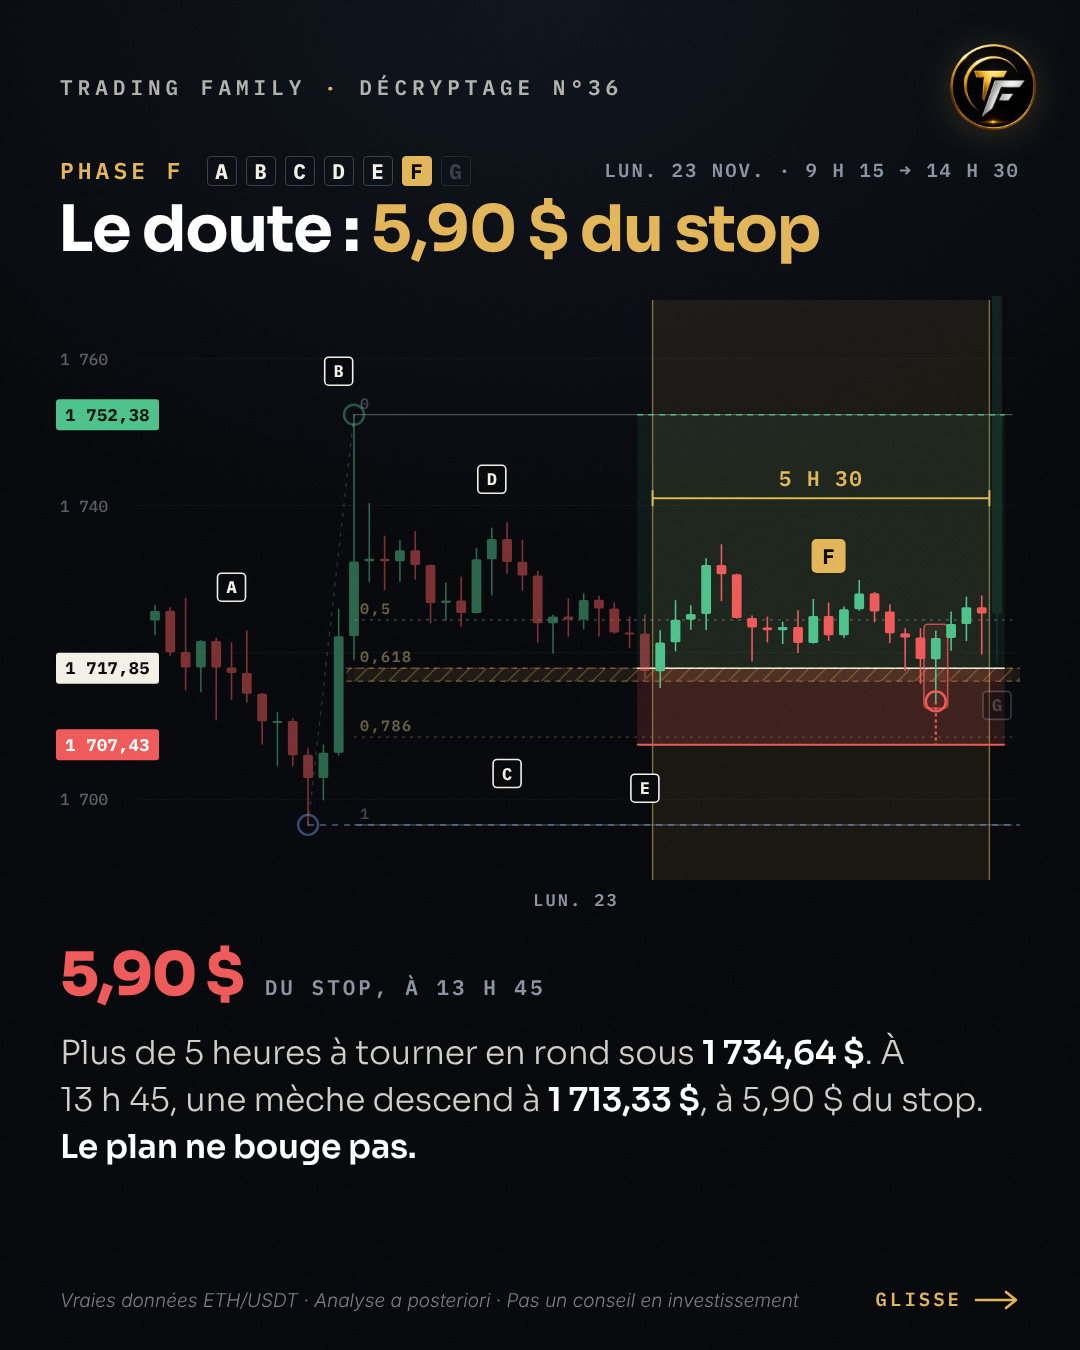 TRADING FAMILY · DÉCRYPTAGE N°36
TF
PHASE F A B C D E F G
LUN. 23 NOV. · 9 H 15 → 14 H 30
Le doute : 5,90 $ du stop
1 760
B
1 752,38
0
D
5 H 30
1 740
F
A
0,5
0,618
1 717,85
G
0,786
1 707,43
C
E
1 700
1
LUN. 23
5,90 $ DU STOP, À 13 H 45
Plus de 5 heures à tourner en rond sous 1 734,64 $. À
13 h 45, une mèche descend à 1 713,33 $, à 5,90 $ du stop.
Le plan ne bouge pas.
Vraies données ETH/USDT · Analyse a posteriori · Pas un conseil en investissement
GLISSE →